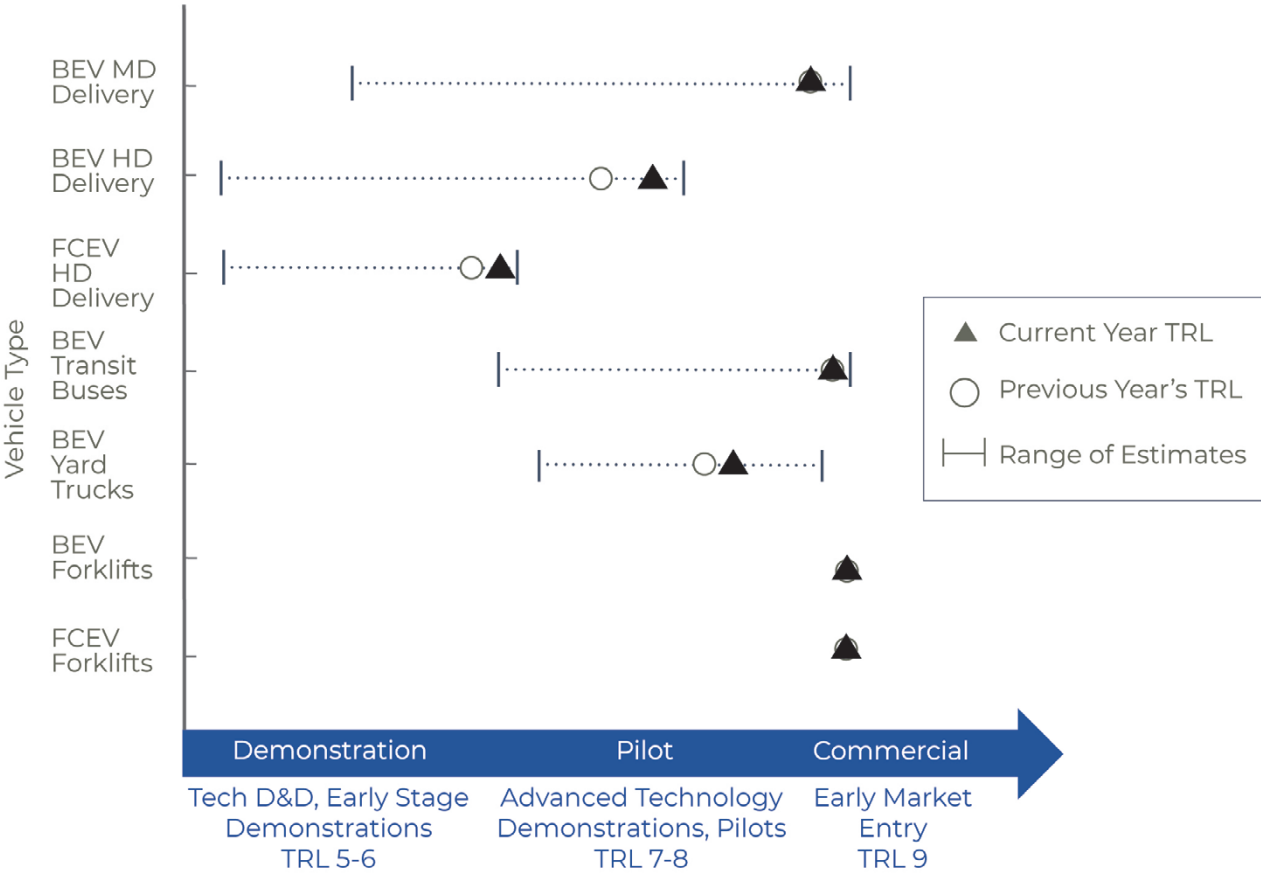 Vehicle Type
BEV MD
Delivery
BEV HD
Delivery
FCEV
HD
Delivery
BEV
Transit
Buses
BEV
Yard
Trucks
BEV
Forklifts
FCEV
Forklifts
Current Year TRL
Previous Year’s TRL
Range of Estimates
Demonstration
Pilot
Commercial
Tech D&D, Early Stage
Demonstrations
TRL 5-6
Advanced Technology
Demonstrations, Pilots
TRL 7-8
Early Market
Entry
TRL 9